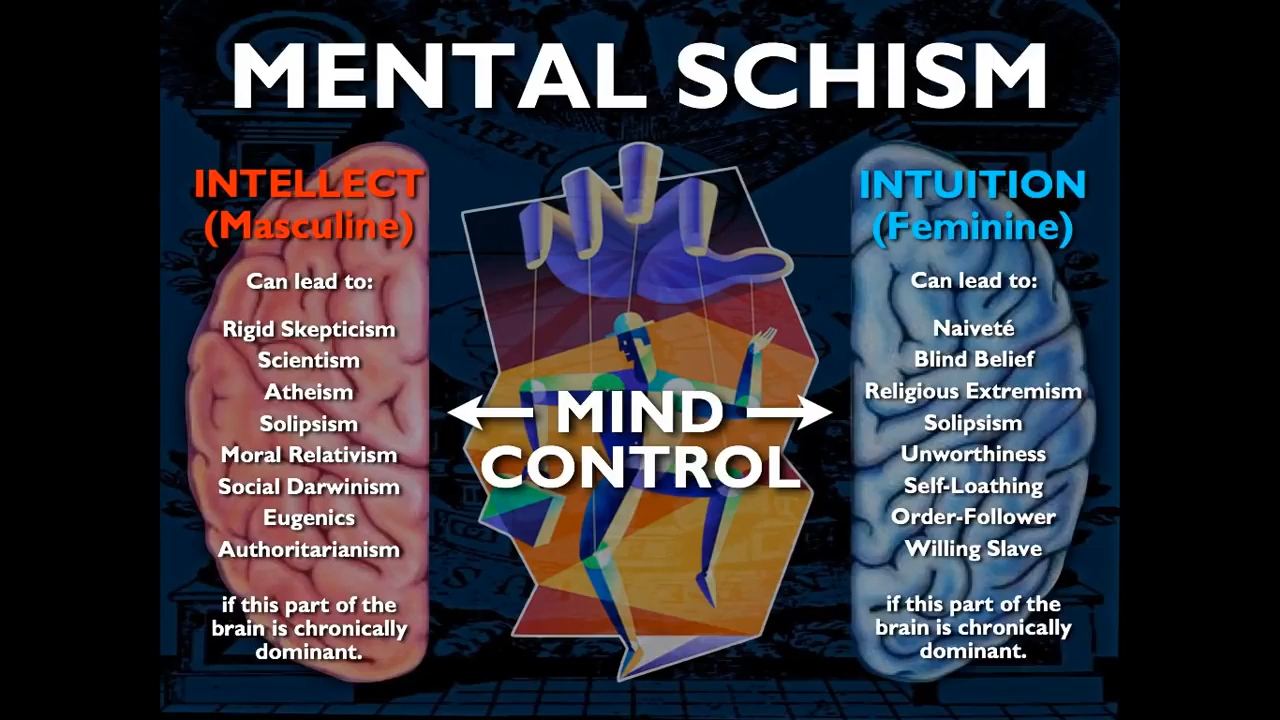 MENTAL SCHISM
INTELLECT
(Masculine)
Can lead to:
Rigid Skepticism
Scientism
Atheism
Solipsism
Moral Relativism
Social Darwinism
Eugenics
Authoritarianism
if this part of the
brain is chronically
dominant.
MIND
CONTROL
INTUITION
(Feminine)
Can lead to:
Naiveté
Blind Belief
Religious Extremism
Solipsism
Unworthiness
Self-Loathing
Order-Follower
Willing Slave
if this part of the
brain is chronically
dominant.